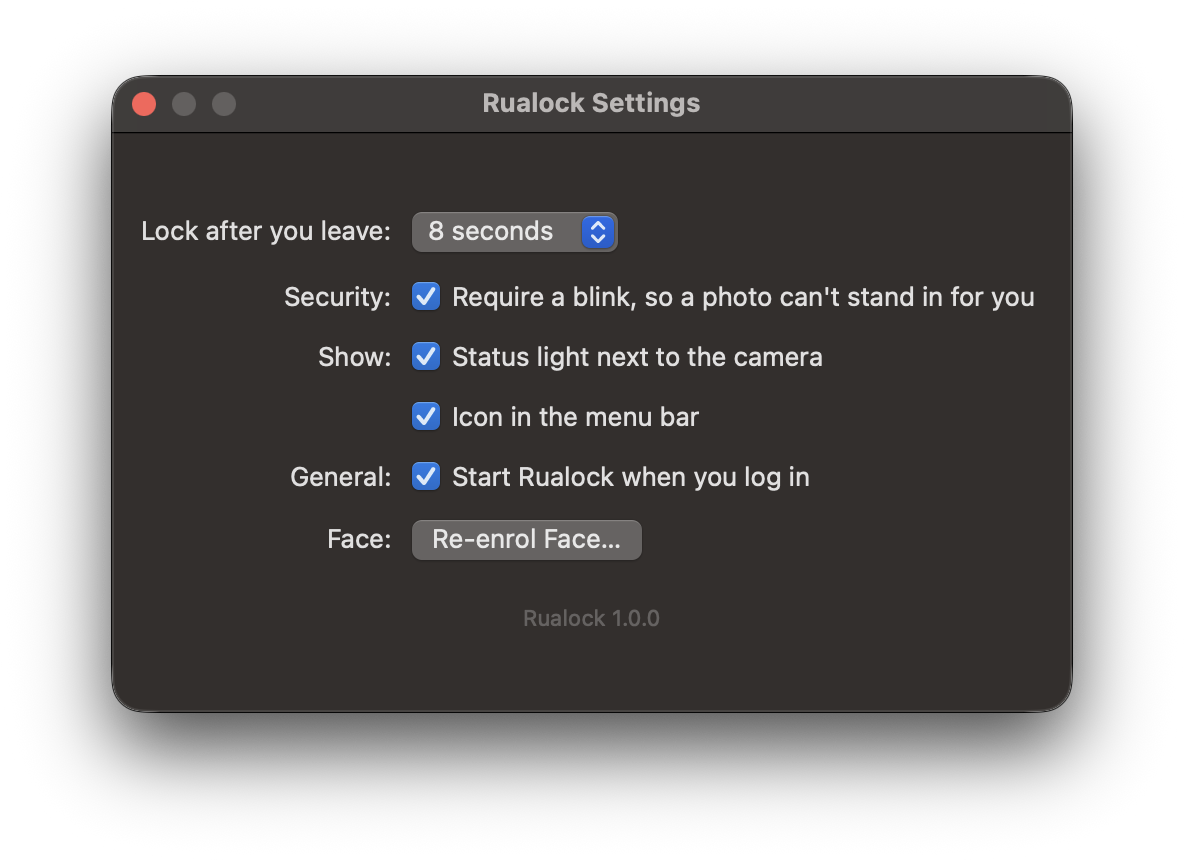 Rualock Settings
Lock after you leave: 8 seconds
Security: Require a blink, so a photo can't stand in for you
Show: Status light next to the camera
Icon in the menu bar
General: Start Rualock when you log in
Face: Re-enrol Face...
Rualock 1.0.0